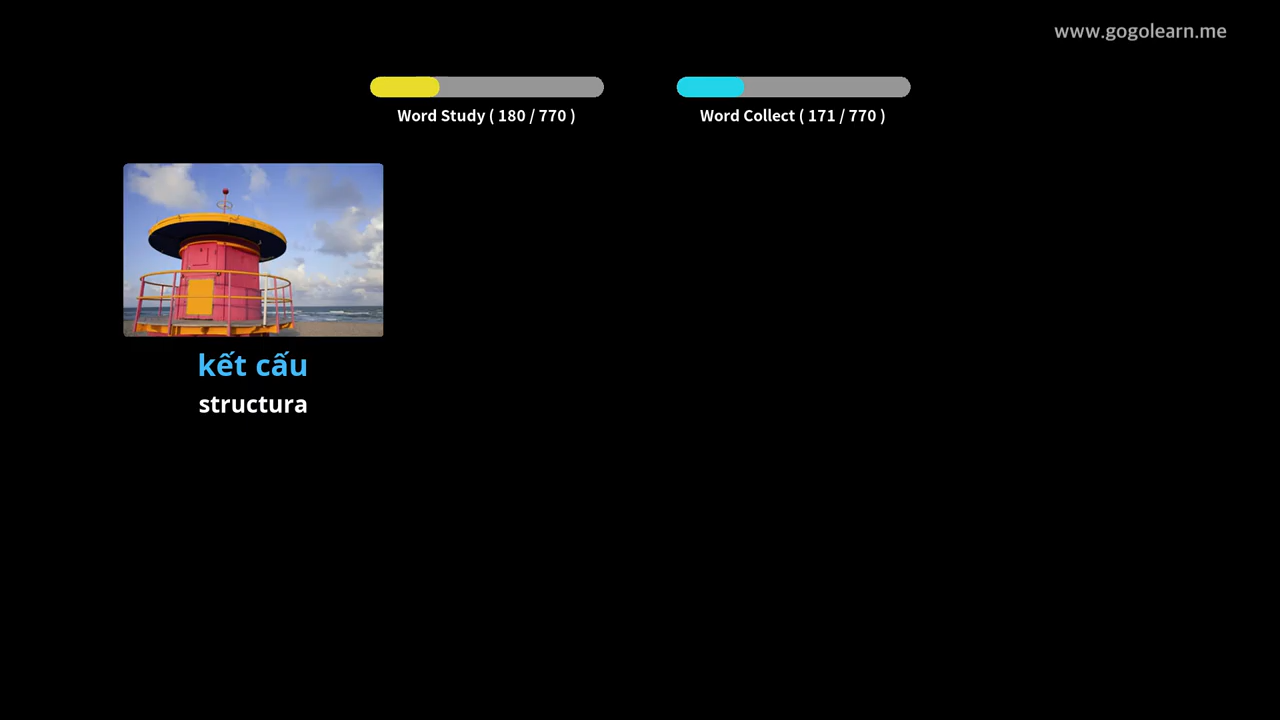 www.gogolearn.me
Word Study ( 180 / 770 )
Word Collect ( 171 / 770 )
kết cấu
structura